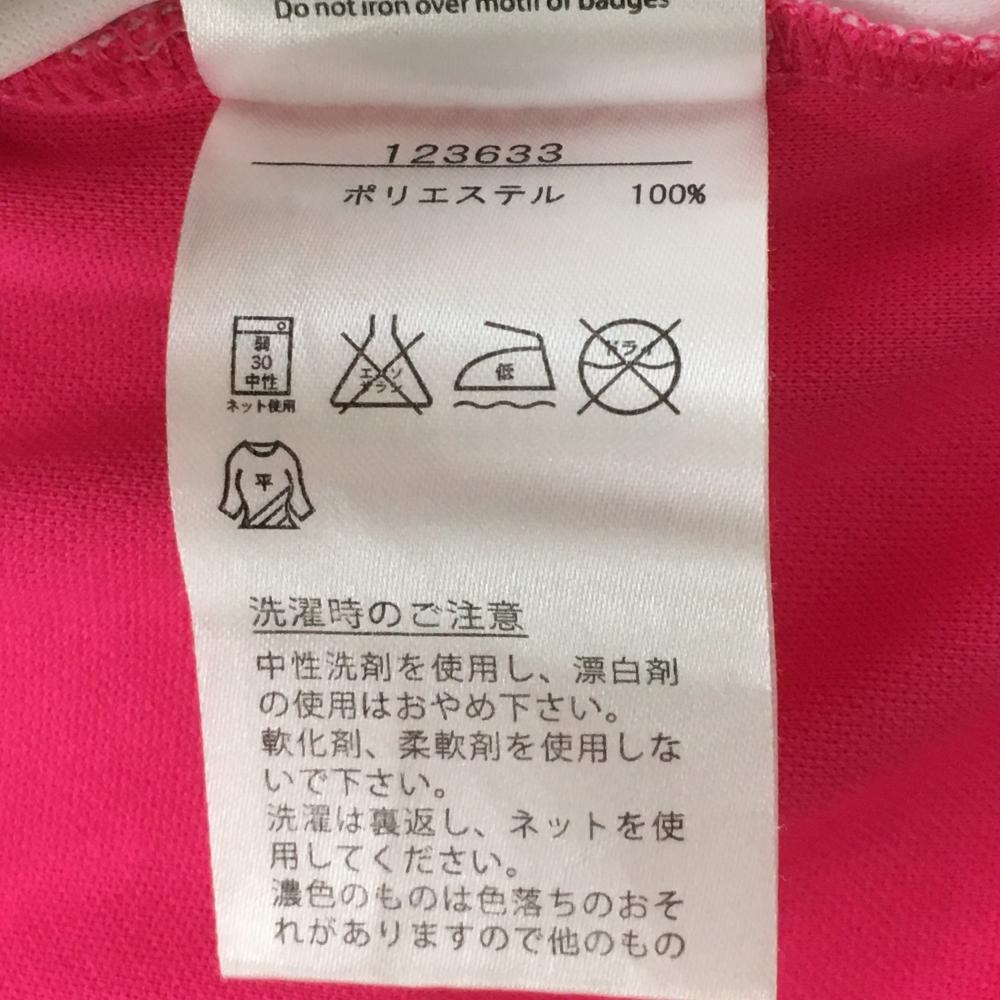 Do not iron over motif or badges
123633
ポリエステル 100%
弱
30
中性
ネット使用
エンソ
サラシ
低
ドライ
平
洗濯時のご注意
中性洗剤を使用し、漂白剤
の使用はおやめ下さい。
軟化剤、柔軟剤を使用しな
いで下さい。
洗濯は裏返し、ネットを使
用してください。
濃色のものは色落ちのおそ
れがありますので他のもの